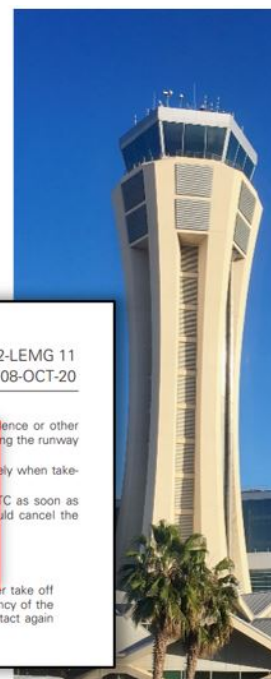 2-LEMG 11
08-OCT-20
lence or other
ng the runway
ely when take-
TC as soon as
uld cancel the
r take off
ncy of the
tact again